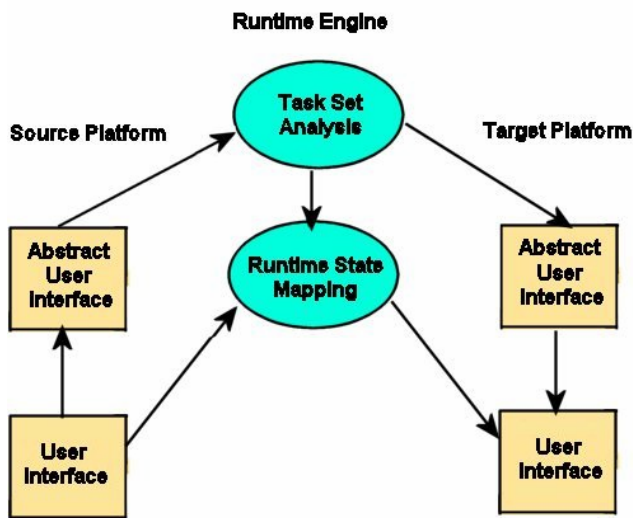 Runtime Engine
Task Set
Analysis
Source Platform
Target Platform
Abstract
User
Interface
Runtime State
Mapping
Abstract
User
Interface
User
Interface
User
Interface